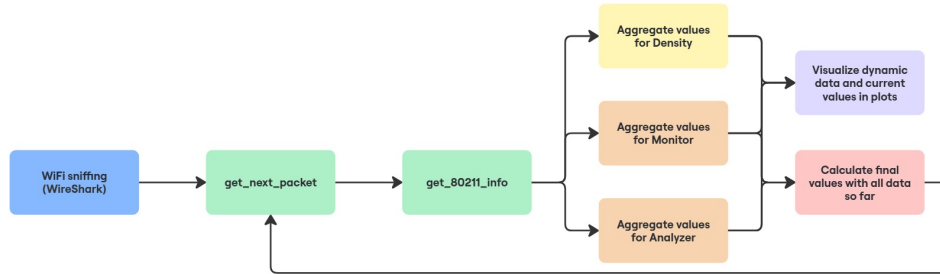 WiFi sniffing
(WireShark)
get_next_packet
get_80211_info
Aggregate values
for Density
Aggregate values
for Monitor
Aggregate values
for Analyzer
Visualize dynamic
data and current
values in plots
Calculate final
values with all data
so far